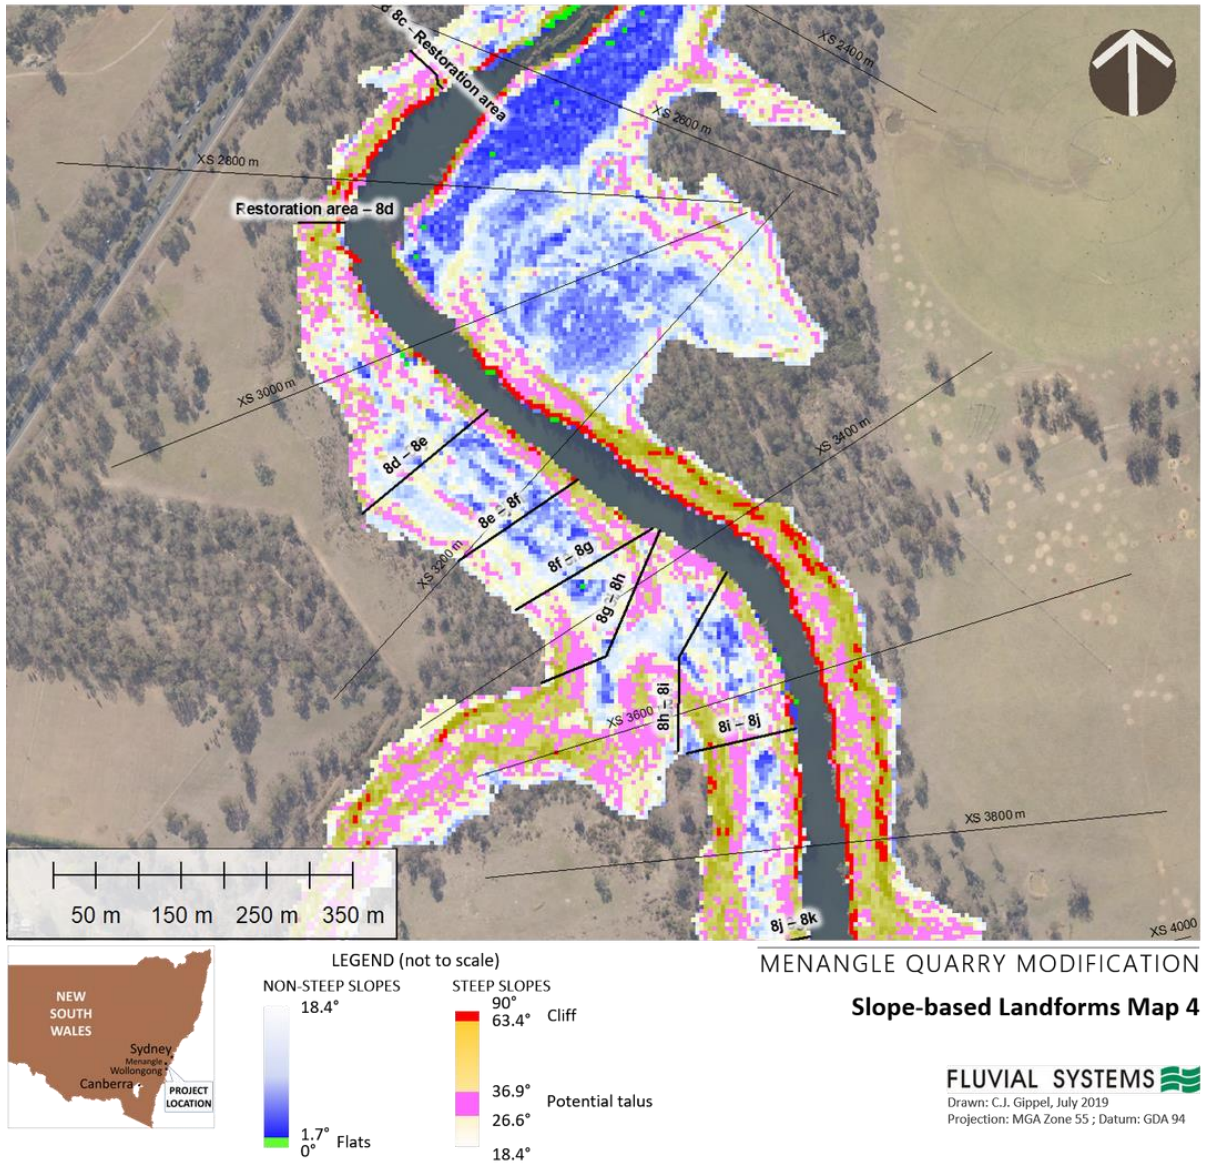 8c - Restoration area
XS 2400 m
XS 2600 m
XS 2800 m
Restoration area – 8d
XS 3000 m
XS 3400 m
8d – 8e
8e – 8f
XS 3200 m
8f – 8g
8g – 8h
8h – 8i
XS 3600
8i – 8j
XS 3800 m
8j – 8k
XS 4000
50 m 150 m 250 m 350 m
NEW
SOUTH
WALES
Sydney
Menangle
Wollongong
Canberra
PROJECT
LOCATION
LEGEND (not to scale)
NON-STEEP SLOPES
18.4°
1.7°
0°
Flats
STEEP SLOPES
90°
63.4°
Cliff
36.9°
Potential talus
26.6°
18.4°
MENANGLE QUARRY MODIFICATION
Slope-based Landforms Map 4
FLUVIAL SYSTEMS
Drawn: C.J. Gippel, July 2019
Projection: MGA Zone 55 ; Datum: GDA 94